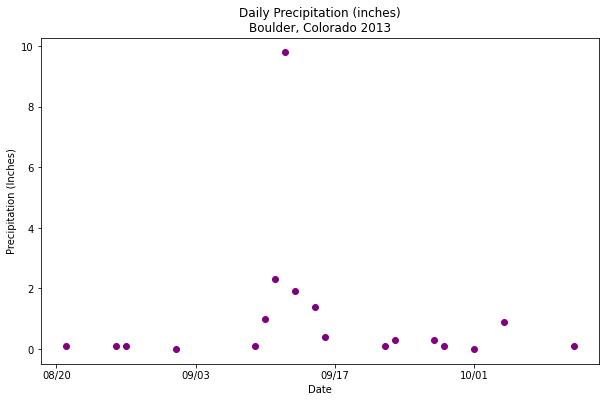 Daily Precipitation (inches)
Boulder, Colorado 2013
Precipitation (Inches)
10
8
6
4
2
0
08/20
09/03
09/17
10/01
Date